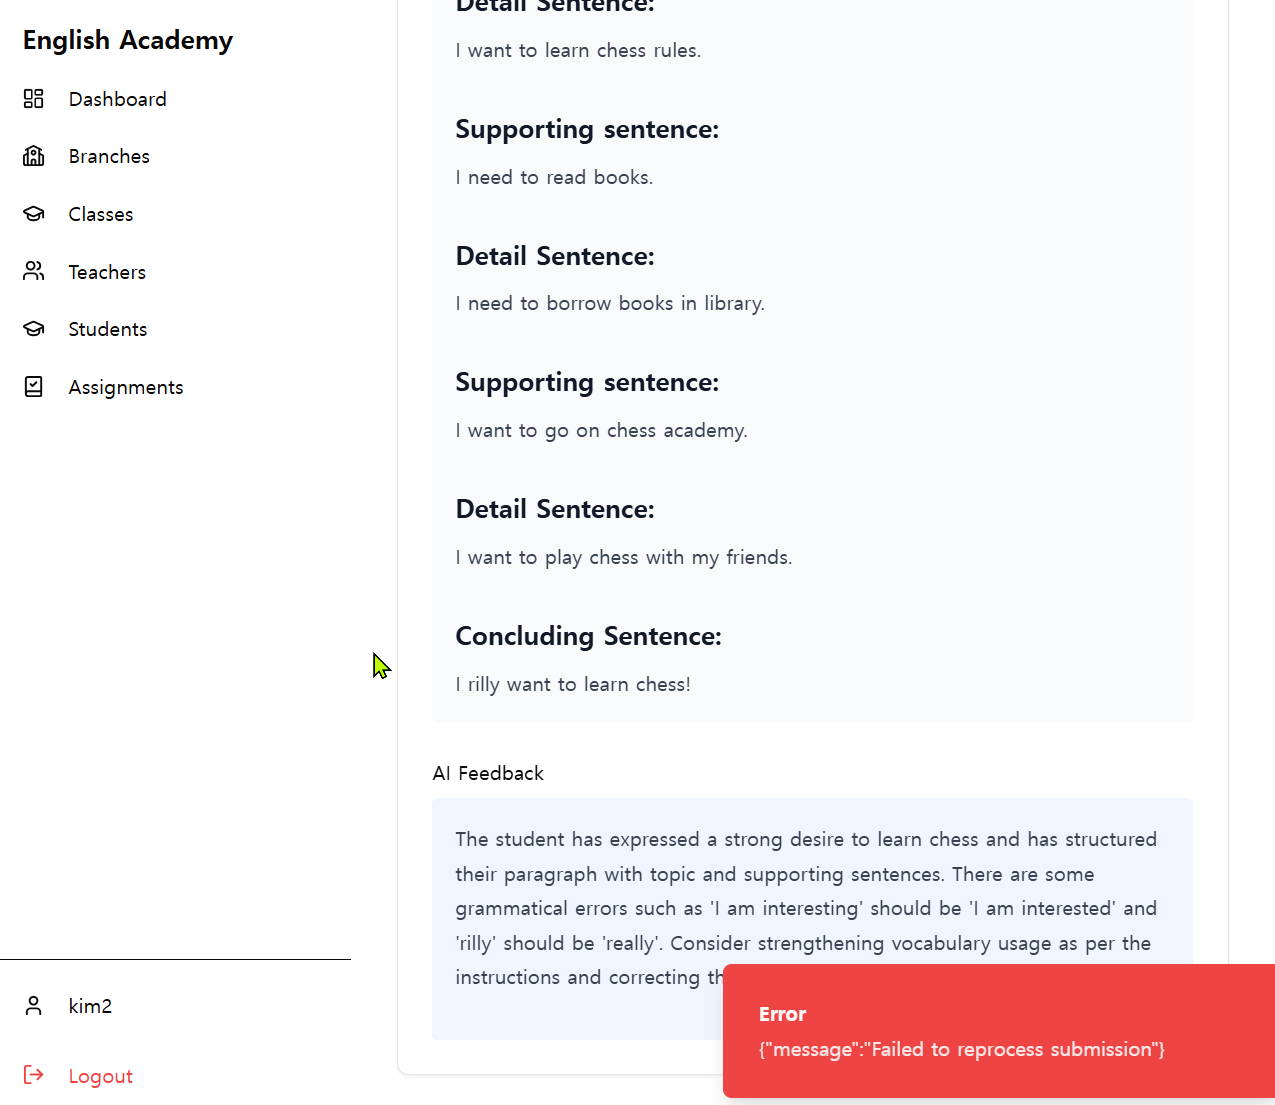 English Academy
Dashboard
Branches
Classes
Teachers
Students
Assignments
kim2
Logout
Detail Sentence:
I want to learn chess rules.
Supporting sentence:
I need to read books.
Detail Sentence:
I need to borrow books in library.
Supporting sentence:
I want to go on chess academy.
Detail Sentence:
I want to play chess with my friends.
Concluding Sentence:
I rilly want to learn chess!
AI Feedback
The student has expressed a strong desire to learn chess and has structured
their paragraph with topic and supporting sentences. There are some
grammatical errors such as 'I am interesting' should be 'I am interested' and
'rilly' should be 'really'. Consider strengthening vocabulary usage as per the
instructions and correcting
Error
{"message":"Failed to reprocess submission"}